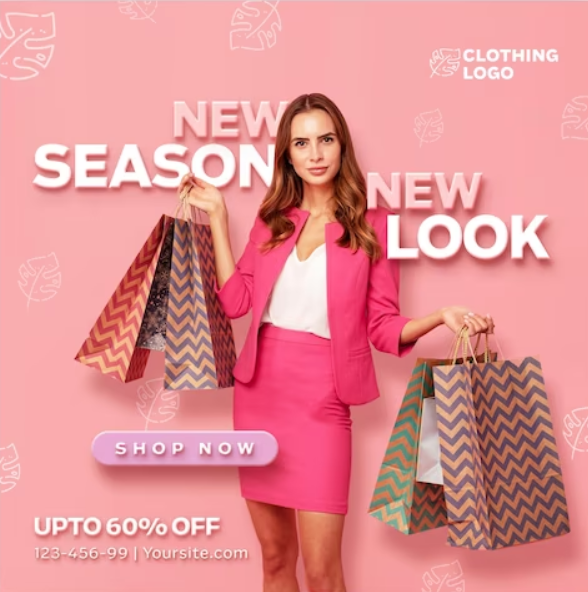 CLOTHING
LOGO
NEW
SEASON
NEW
LOOK
SHOP NOW
UPTO 60% OFF
123-456-99 | Yoursite.com